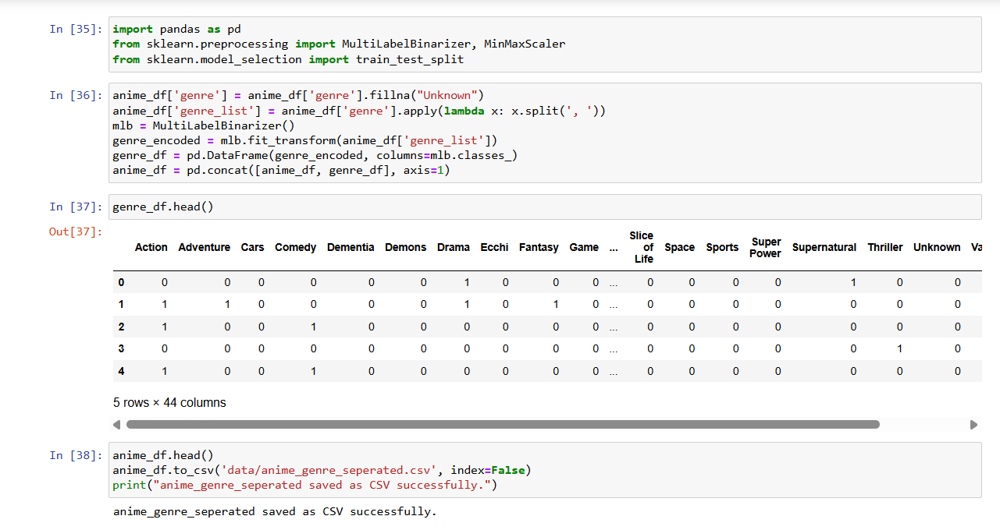 In [35]: import pandas as pd
from sklearn.preprocessing import MultiLabelBinarizer, MinMaxScaler
from sklearn.model_selection import train_test_split
In [36]: anime_df['genre'] = anime_df['genre'].fillna("Unknown")
anime_df['genre_list'] = anime_df['genre'].apply(lambda x: x.split(', '))
mlb = MultiLabelBinarizer()
genre_encoded = mlb.fit_transform(anime_df['genre_list'])
genre_df = pd.DataFrame(genre_encoded, columns=mlb.classes_)
anime_df = pd.concat([anime_df, genre_df], axis=1)
In [37]: genre_df.head()
Out[37]:
Action Adventure Cars Comedy Dementia Demons Drama Ecchi Fantasy Game ... Slice of Life Space Sports Super Power Supernatural Thriller Unknown Va
0 0 0 0 0 0 0 1 0 0 0 ... 0 0 0 0 1 0 0
1 1 1 0 0 0 0 1 0 1 0 ... 0 0 0 0 0 0 0
2 1 0 0 1 0 0 0 0 0 0 ... 0 0 0 0 0 0 0
3 0 0 0 0 0 0 0 0 0 0 ... 0 0 0 0 0 1 0
4 1 0 0 1 0 0 0 0 0 0 ... 0 0 0 0 0 0 0
5 rows × 44 columns
In [38]: anime_df.head()
anime_df.to_csv('data/anime_genre_seperated.csv', index=False)
print("anime_genre_seperated saved as CSV successfully.")
anime_genre_seperated saved as CSV successfully.